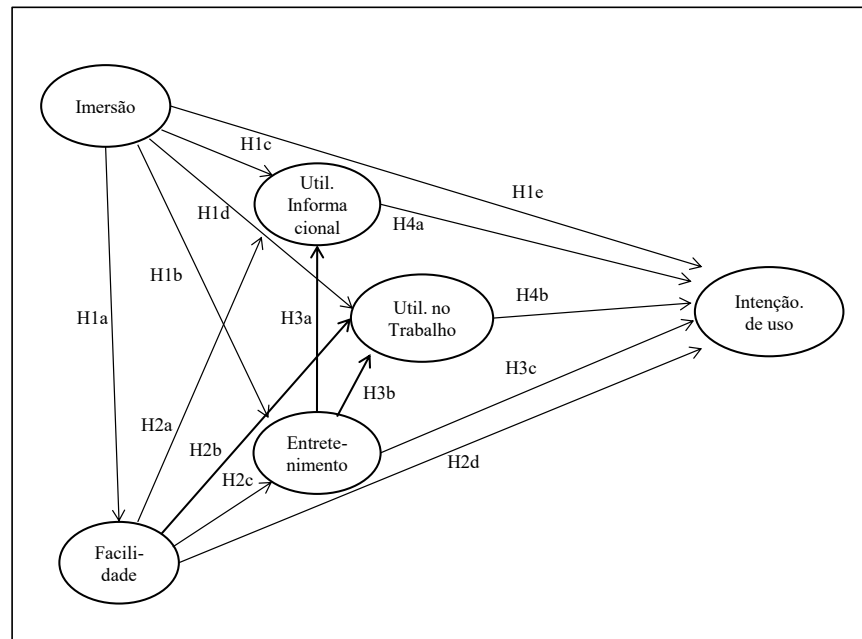 Imersão
H1c
Util.
Informa
cional
H1e
H1d
H4a
H1b
H1a
H3a
Util. no
Trabalho
H4b
Intenção.
de uso
H3c
H3b
H2a
H2b
Entrete-
nimento
H2c
H2d
Facili-
dade